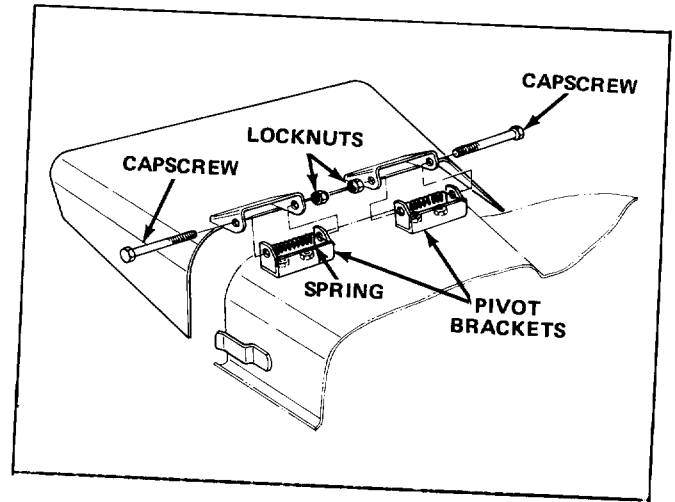 CAPSCREW
LOCKNUTS
CAPSCREW
SPRING
PIVOT
BRACKETS